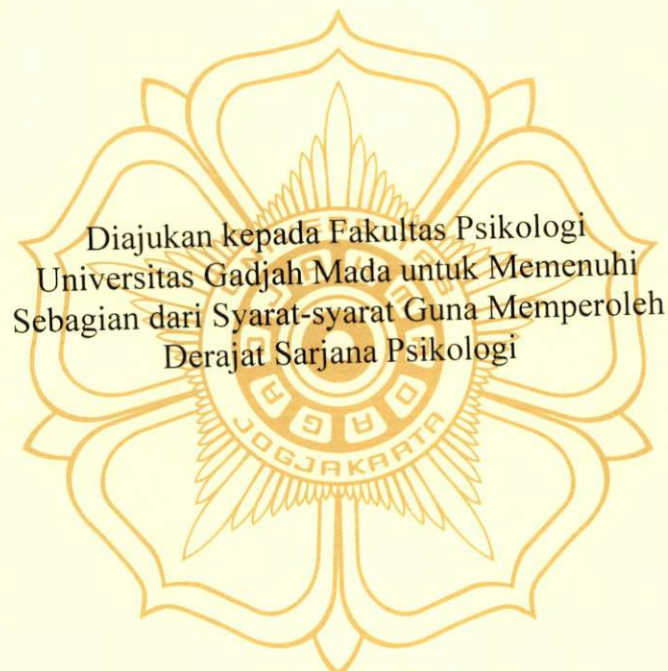 Diajukan kepada Fakultas Psikologi
Universitas Gadjah Mada untuk Memenuhi
Sebagian dari Syarat-syarat Guna Memperoleh
Derajat Sarjana Psikologi
JOGJAKARTA